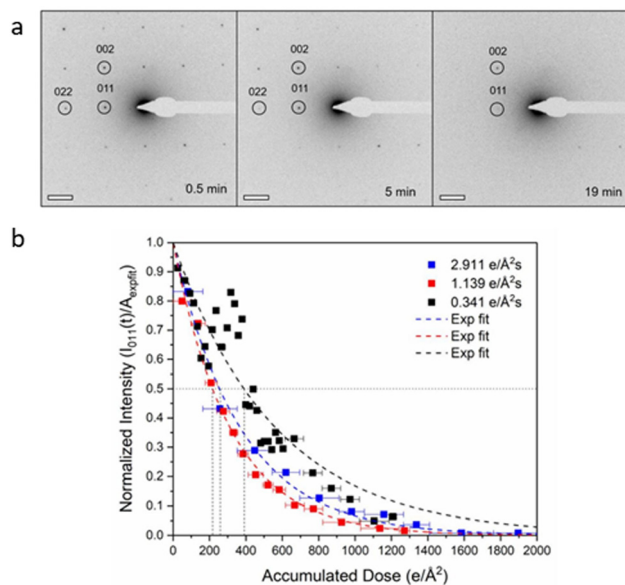 a
002
022 011
0.5 min
002
022 011
5 min
002
011
19 min
b
Normalized Intensity (I₀₁₁(t)/A_expfit)
1.0
0.9
0.8
0.7
0.6
0.5
0.4
0.3
0.2
0.1
0.0
2.911 e/Å²s
1.139 e/Å²s
0.341 e/Å²s
Exp fit
Exp fit
Exp fit
0 200 400 600 800 1000 1200 1400 1600 1800 2000
Accumulated Dose (e/Å²)